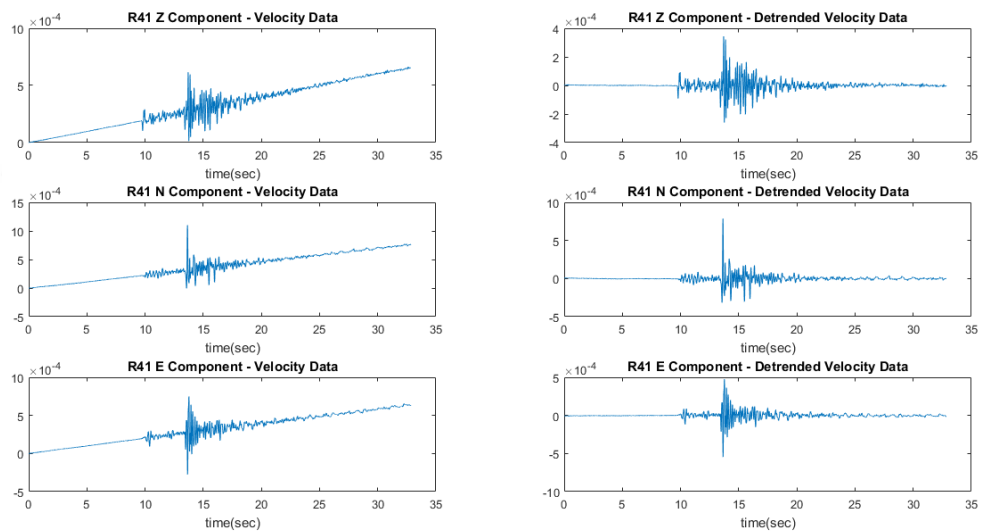 R41 Z Component - Velocity Data
×10⁻⁴
10
5
0
0 5 10 15 20 25 30 35
time(sec)
R41 Z Component - Detrended Velocity Data
×10⁻⁴
4
2
0
-2
-4
0 5 10 15 20 25 30 35
time(sec)
R41 N Component - Velocity Data
×10⁻⁴
15
10
5
0
-5
0 5 10 15 20 25 30 35
time(sec)
R41 N Component - Detrended Velocity Data
×10⁻⁴
10
5
0
-5
0 5 10 15 20 25 30 35
time(sec)
R41 E Component - Velocity Data
×10⁻⁴
10
5
0
-5
0 5 10 15 20 25 30 35
time(sec)
R41 E Component - Detrended Velocity Data
×10⁻⁴
5
0
-5
-10
0 5 10 15 20 25 30 35
time(sec)